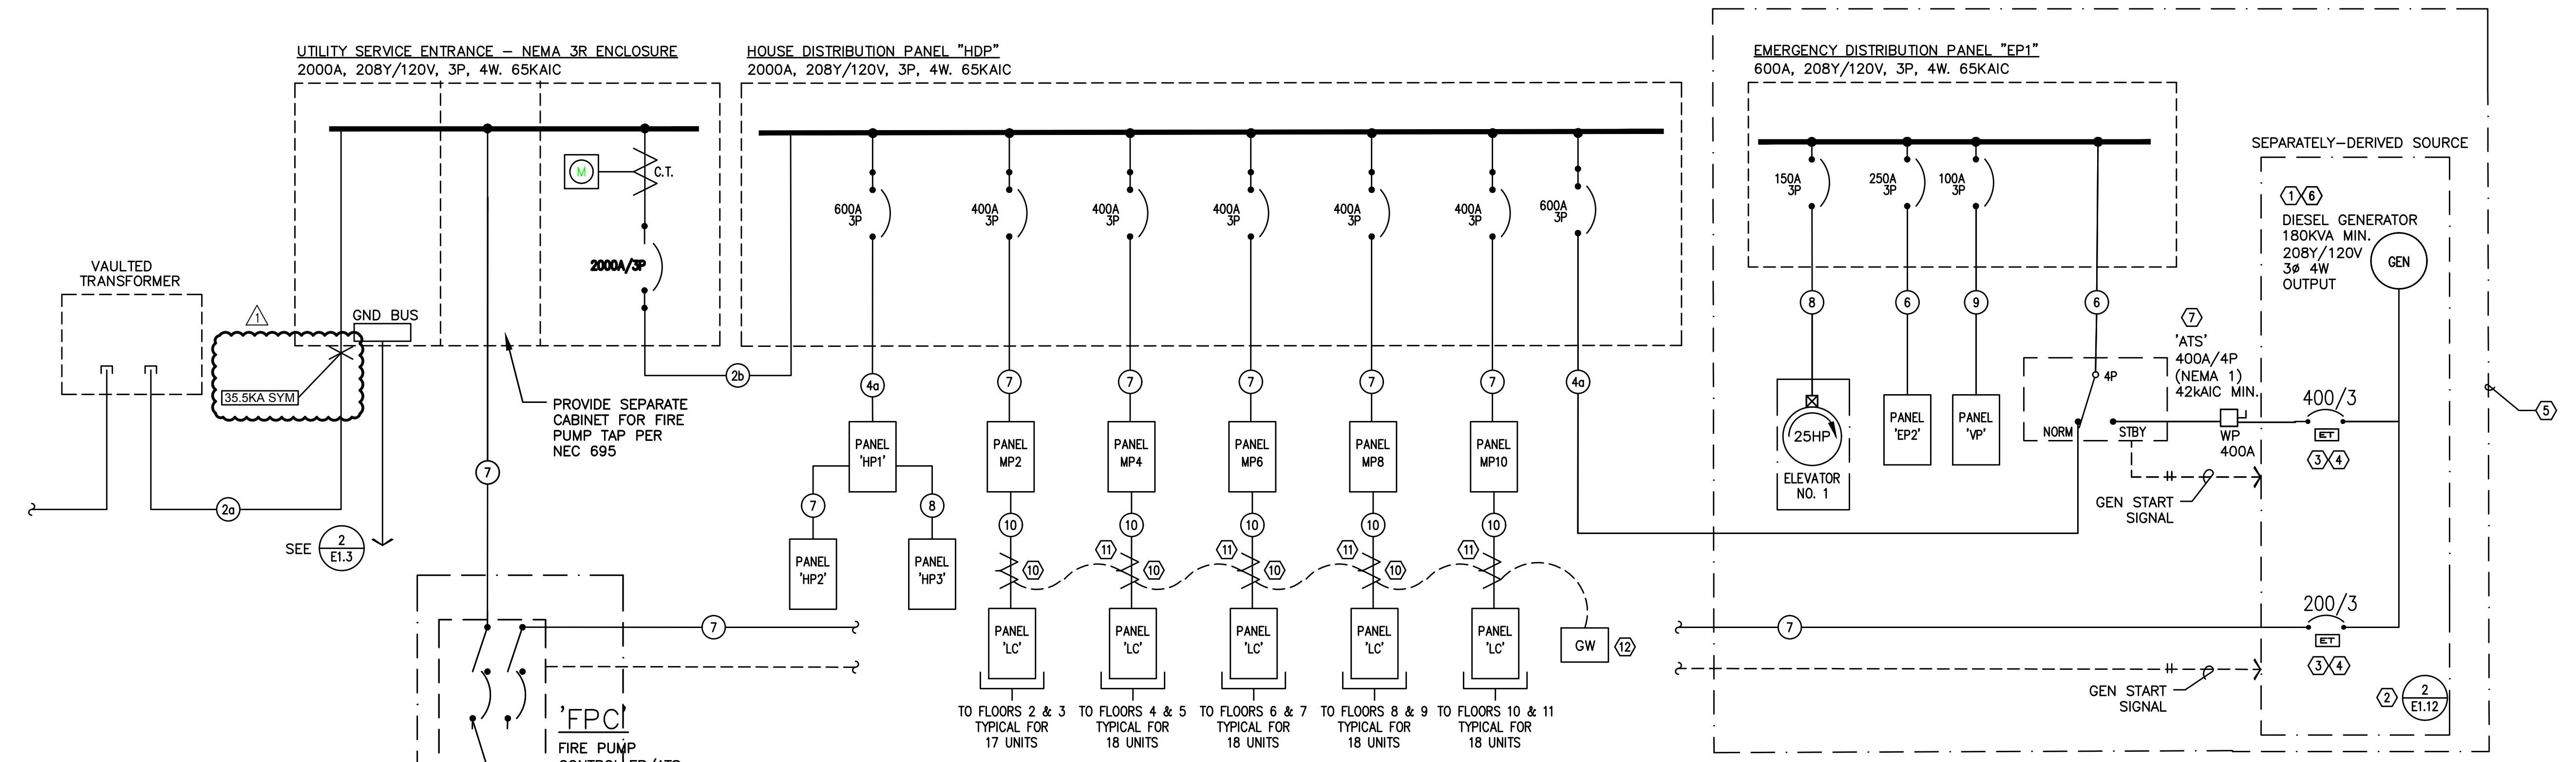 UTILITY SERVICE ENTRANCE – NEMA 3R ENCLOSURE
2000A, 208Y/120V, 3P, 4W. 65KAIC
HOUSE DISTRIBUTION PANEL "HDP"
2000A, 208Y/120V, 3P, 4W. 65KAIC
EMERGENCY DISTRIBUTION PANEL "EP1"
600A, 208Y/120V, 3P, 4W. 65KAIC
SEPARATELY–DERIVED SOURCE
M
C.T.
2000A/3P
VAULTED
TRANSFORMER
1
GND BUS
35.5KA SYM
2a
2b
SEE
2
E1.3
PROVIDE SEPARATE
CABINET FOR FIRE
PUMP TAP PER
NEC 695
7
7
'FPC'
FIRE PUMP
CONTROLLER/ATS
600A
3P
400A
3P
400A
3P
400A
3P
400A
3P
400A
3P
600A
3P
4a
7
7
7
7
7
4a
PANEL
'HP1'
PANEL
MP2
PANEL
MP4
PANEL
MP6
PANEL
MP8
PANEL
MP10
7
8
10
10
10
10
10
PANEL
'HP2'
PANEL
'HP3'
10
11
10
11
10
11
10
11
PANEL
'LC'
PANEL
'LC'
PANEL
'LC'
PANEL
'LC'
PANEL
'LC'
GW
12
TO FLOORS 2 & 3
TYPICAL FOR
17 UNITS
TO FLOORS 4 & 5
TYPICAL FOR
18 UNITS
TO FLOORS 6 & 7
TYPICAL FOR
18 UNITS
TO FLOORS 8 & 9
TYPICAL FOR
18 UNITS
TO FLOORS 10 & 11
TYPICAL FOR
18 UNITS
150A
3P
250A
3P
100A
3P
8
6
9
6
25HP
ELEVATOR
NO. 1
PANEL
'EP2'
PANEL
'VP'
7
'ATS'
400A/4P
(NEMA 1)
42kAIC MIN.
4P
NORM
STBY
WP
400A
GEN START
SIGNAL
1 6
DIESEL GENERATOR
180KVA MIN.
208Y/120V
3ø 4W
OUTPUT
GEN
400/3
ET
3 4
5
7
200/3
ET
3 4
GEN START
SIGNAL
2
2
E1.12